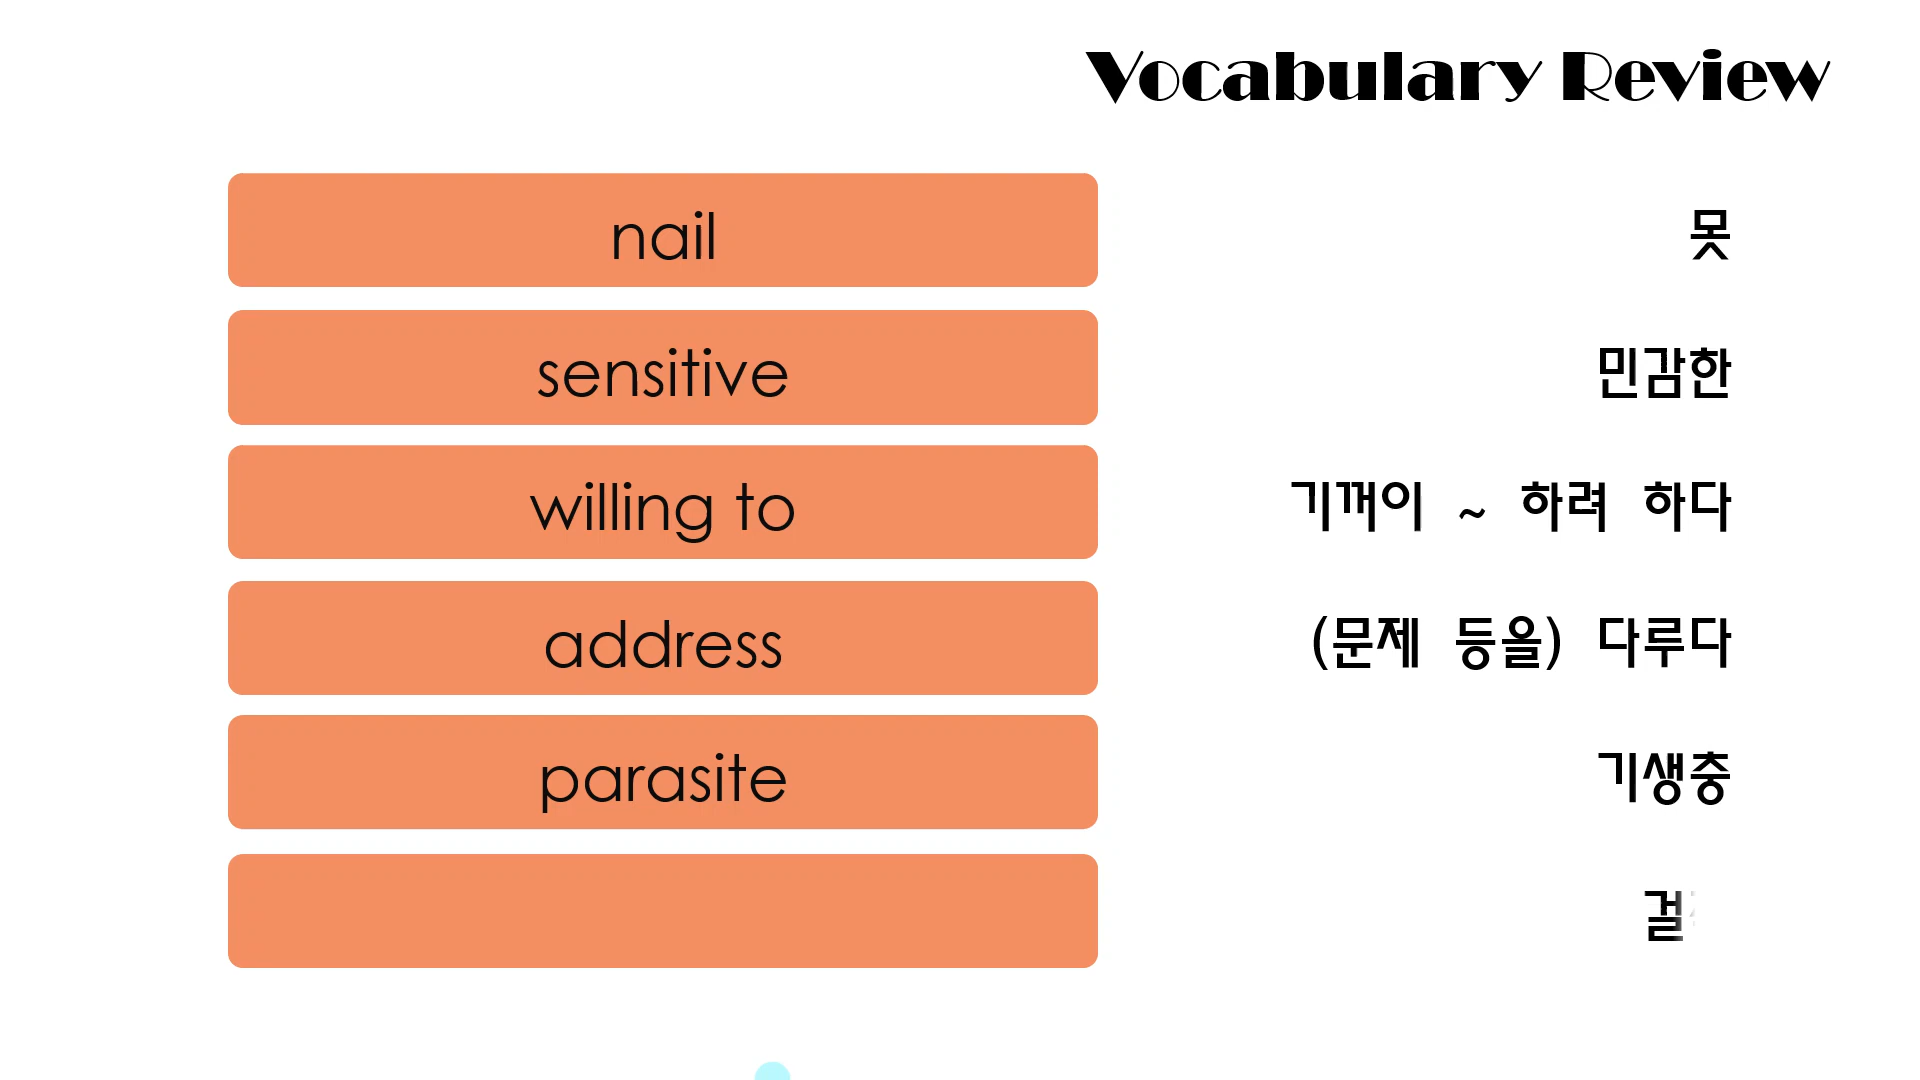 Vocabulary Review
nail 못
sensitive 민감한
willing to 기꺼이 ~ 하려 하다
address (문제 등을) 다루다
parasite 기생충